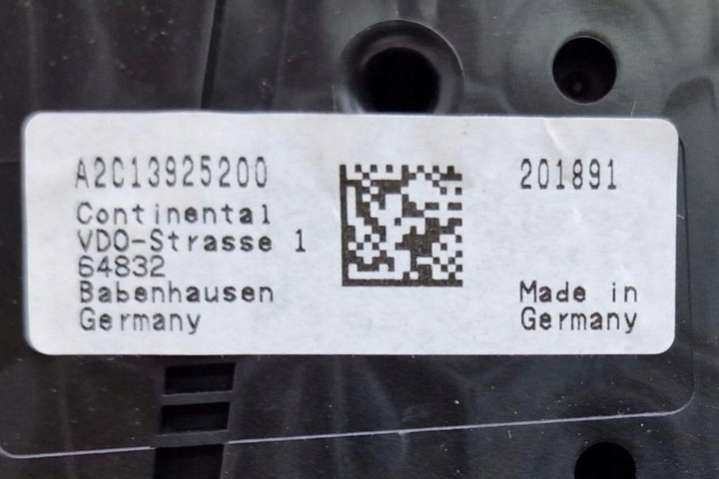 A2C13925200
Continental
VDO-Strasse 1
64832
Babenhausen
Germany
201891
Made in
Germany